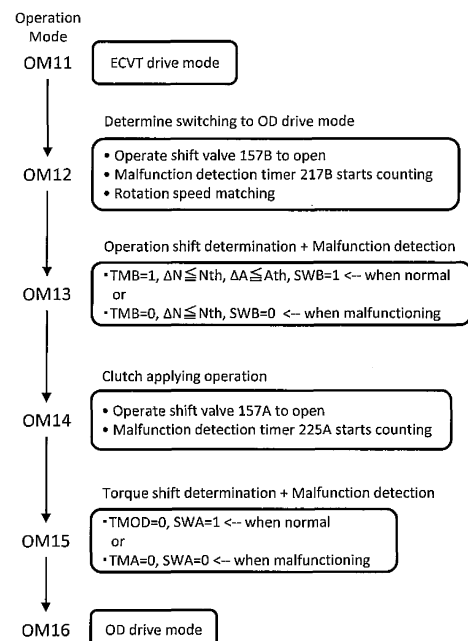 Operation
Mode
OM11
ECVT drive mode
Determine switching to OD drive mode
OM12
• Operate shift valve 157B to open
• Malfunction detection timer 217B starts counting
• Rotation speed matching
Operation shift determination + Malfunction detection
OM13
・TMB=1, ΔN≦Nth, ΔA≦Ath, SWB=1 <-- when normal
or
・TMB=0, ΔN≦Nth, SWB=0 <-- when malfunctioning
Clutch applying operation
OM14
• Operate shift valve 157A to open
• Malfunction detection timer 225A starts counting
Torque shift determination + Malfunction detection
OM15
・TMOD=0, SWA=1 <-- when normal
or
・TMA=0, SWA=0 <-- when malfunctioning
OM16
OD drive mode